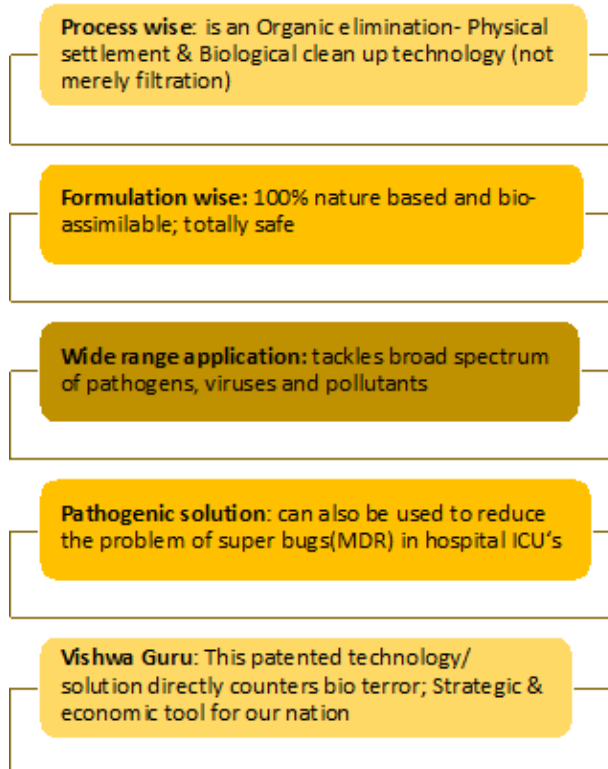 Process wise: is an Organic elimination- Physical
settlement & Biological clean up technology (not
merely filtration)
Formulation wise: 100% nature based and bio-
assimilable; totally safe
Wide range application: tackles broad spectrum
of pathogens, viruses and pollutants
Pathogenic solution: can also be used to reduce
the problem of super bugs(MDR) in hospital ICU‘s
Vishwa Guru: This patented technology/
solution directly counters bio terror; Strategic &
economic tool for our nation